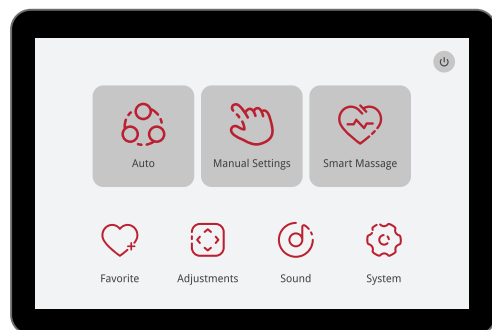 Auto
Manual Settings
Smart Massage
Favorite
Adjustments
Sound
System